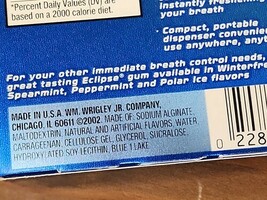 *Percent Daily Values (DV) are
based on a 2000 calorie diet.
instantly freshening
your breath
• Compact, portable
dispenser convenient
use anywhere, anyt
For your other immediate breath control needs,
great tasting Eclipse® gum available in Winterfr
Spearmint, Peppermint and Polar Ice flavors
MADE IN U.S.A. WM. WRIGLEY JR. COMPANY,
CHICAGO, IL 60611 ©2002. MADE OF: SODIUM ALGINATE,
MALTODEXTRIN, NATURAL AND ARTIFICIAL FLAVORS, WATER,
CARRAGEENAN, CELLULOSE GEL, GLYCEROL, SUCRALOSE,
HYDROXYLATED SOY LECITHIN, BLUE 1 LAKE
0 228